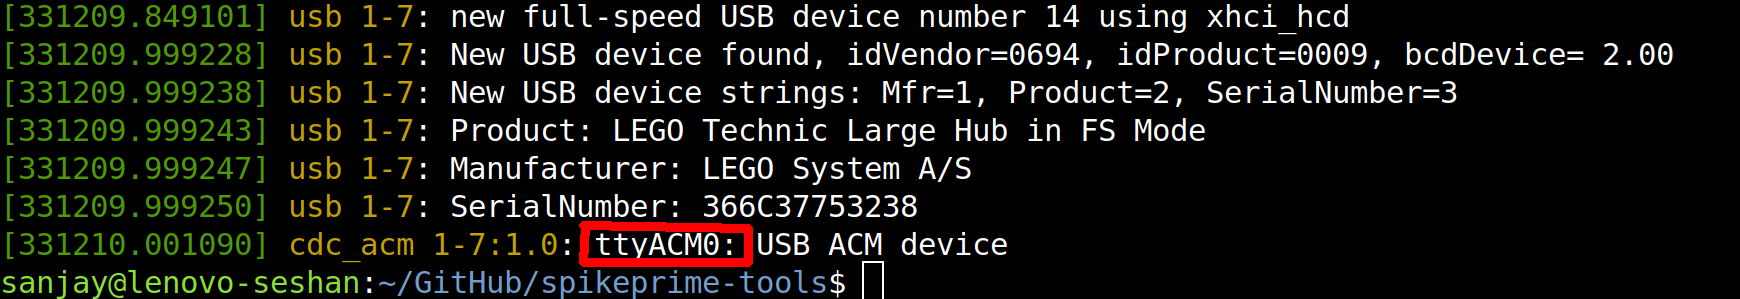 [331209.849101] usb 1-7: new full-speed USB device number 14 using xhci_hcd
[331209.999228] usb 1-7: New USB device found, idVendor=0694, idProduct=0009, bcdDevice= 2.00
[331209.999238] usb 1-7: New USB device strings: Mfr=1, Product=2, SerialNumber=3
[331209.999243] usb 1-7: Product: LEGO Technic Large Hub in FS Mode
[331209.999247] usb 1-7: Manufacturer: LEGO System A/S
[331209.999250] usb 1-7: SerialNumber: 366C37753238
[331210.001090] cdc_acm 1-7:1.0: ttyACM0: USB ACM device
sanjay@lenovo-seshan:~/GitHub/spikeprime-tools$